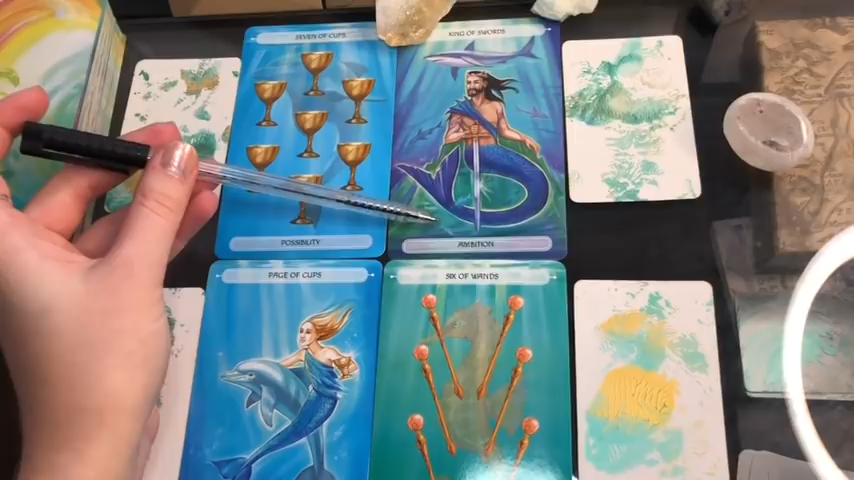 SEVEN OF CUPS
KING OF SWORDS
POSSIBILITY
AMBITION
PAGE OF CUPS
SIX OF WANDS